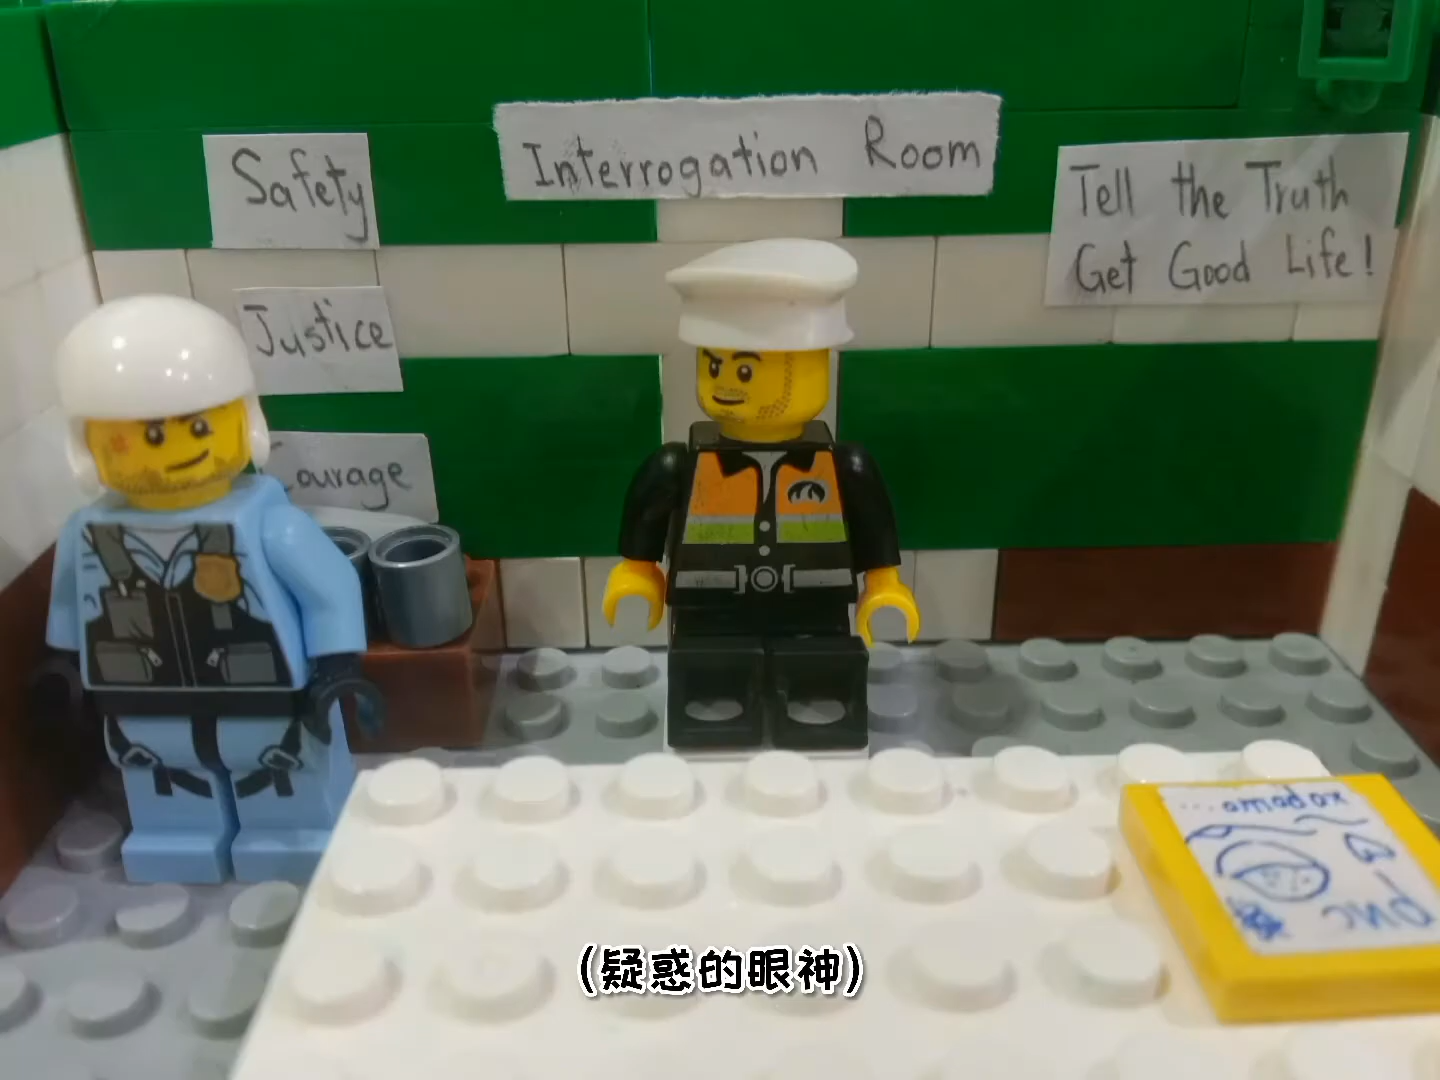 Safety
Interrogation Room
Tell the Truth
Get Good Life!
Justice
Courage
(疑惑的眼神)